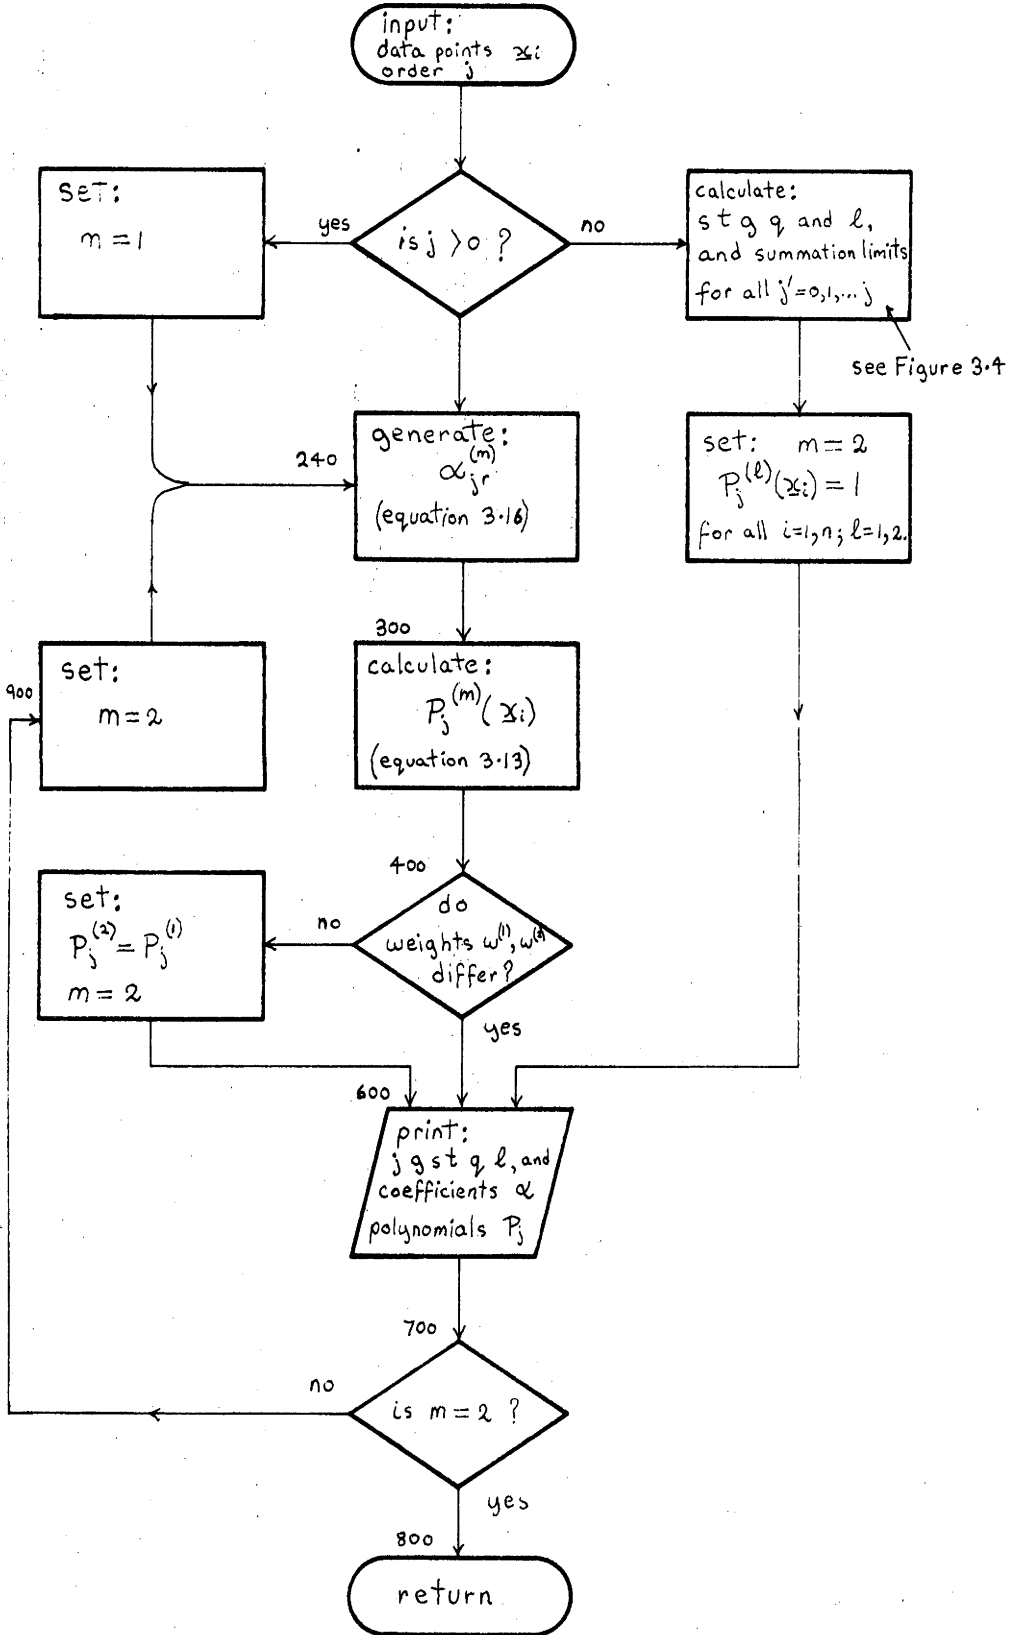 input:
data points xi
order j
set:
m = 1
yes
is j > 0 ?
no
calculate:
s t g q and ℓ,
and summation limits
for all j' = 0,1,... j
see Figure 3.4
240
generate:
α_jr^(m)
(equation 3.16)
set: m = 2
P_j^(ℓ)(xi) = 1
for all i=1,n; ℓ=1,2.
300
calculate:
P_j^(m)(xi)
(equation 3.13)
900
set:
m = 2
400
do
weights ω^(1), ω^(2)
differ?
no
yes
set:
P_j^(2) = P_j^(1)
m = 2
600
print:
j g s t q ℓ, and
coefficients α
polynomials P_j
700
no
is m = 2 ?
yes
800
return